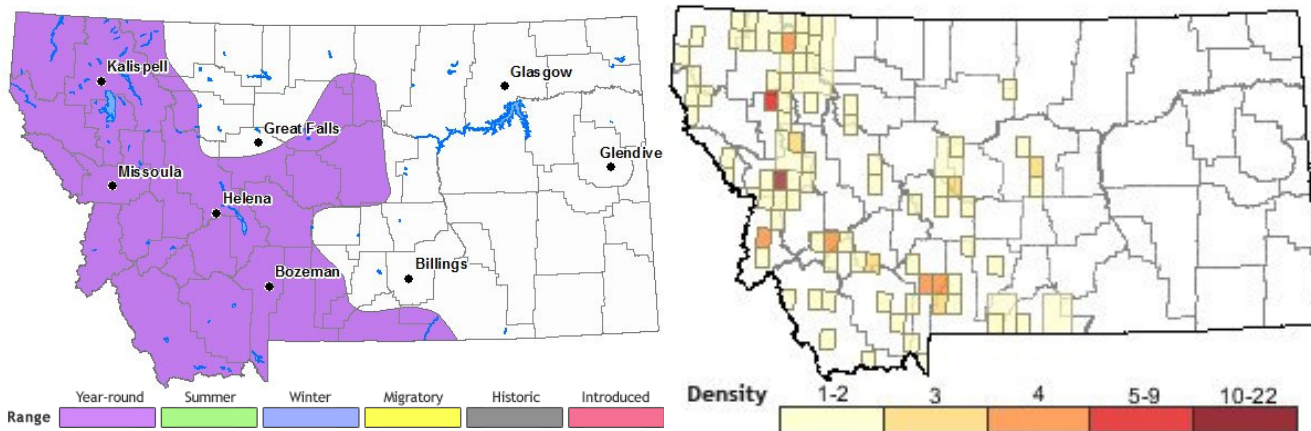 Kalispell
Glasgow
Great Falls
Glendive
Missoula
Helena
Bozeman
Billings
Range Year-round Summer Winter Migratory Historic Introduced
Density 1-2 3 4 5-9 10-22